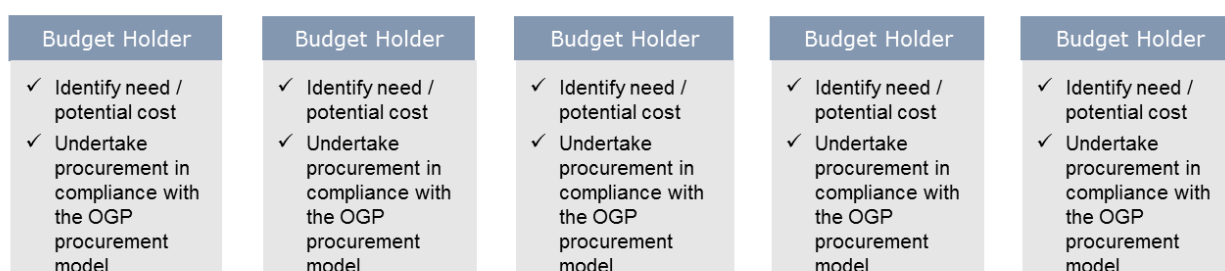 Budget Holder
✓ Identify need /
potential cost
✓ Undertake
procurement in
compliance with
the OGP
procurement
model
Budget Holder
✓ Identify need /
potential cost
✓ Undertake
procurement in
compliance with
the OGP
procurement
model
Budget Holder
✓ Identify need /
potential cost
✓ Undertake
procurement in
compliance with
the OGP
procurement
model
Budget Holder
✓ Identify need /
potential cost
✓ Undertake
procurement in
compliance with
the OGP
procurement
model
Budget Holder
✓ Identify need /
potential cost
✓ Undertake
procurement in
compliance with
the OGP
procurement
model